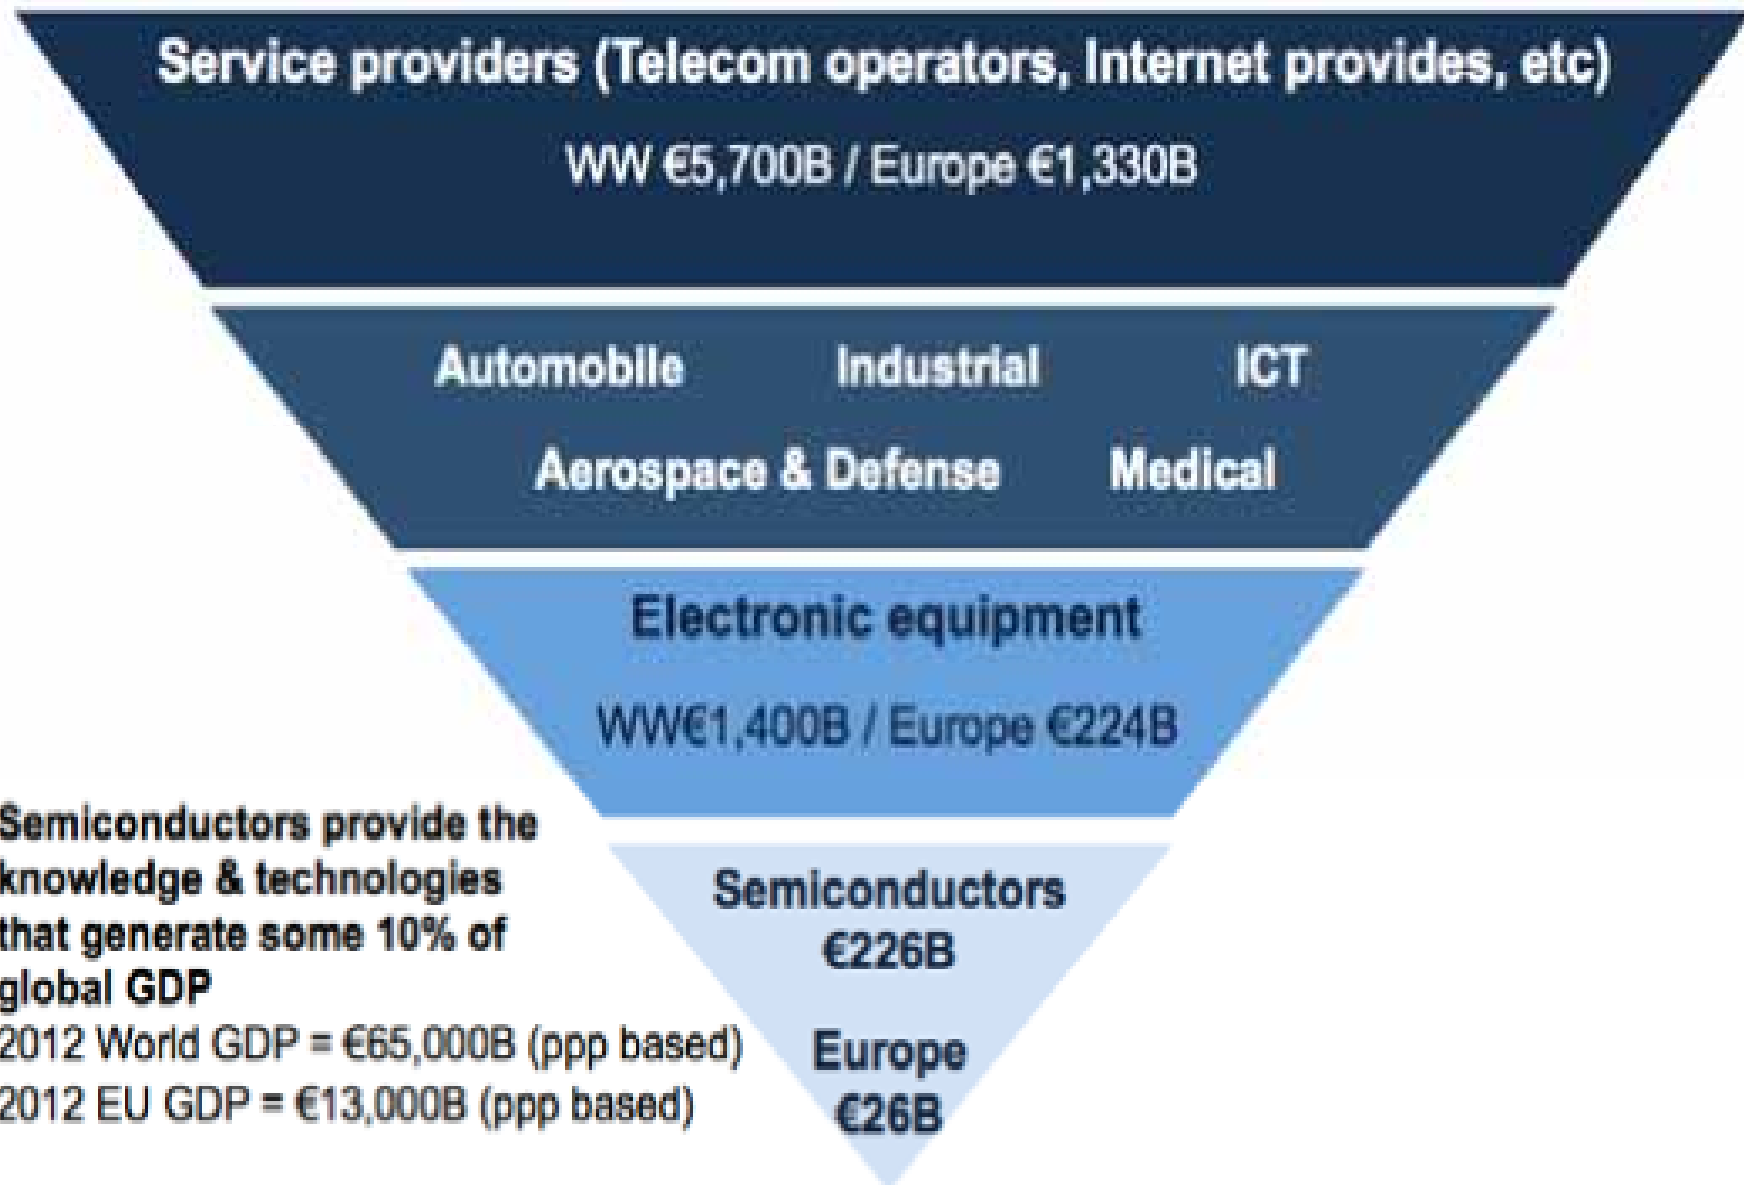 Service providers (Telecom operators, Internet provides, etc)
WW €5,700B / Europe €1,330B
Automobile Industrial ICT
Aerospace & Defense Medical
Electronic equipment
WW€1,400B / Europe €224B
Semiconductors
€226B
Europe
€26B
Semiconductors provide the
knowledge & technologies
that generate some 10% of
global GDP
2012 World GDP = €65,000B (ppp based)
2012 EU GDP = €13,000B (ppp based)